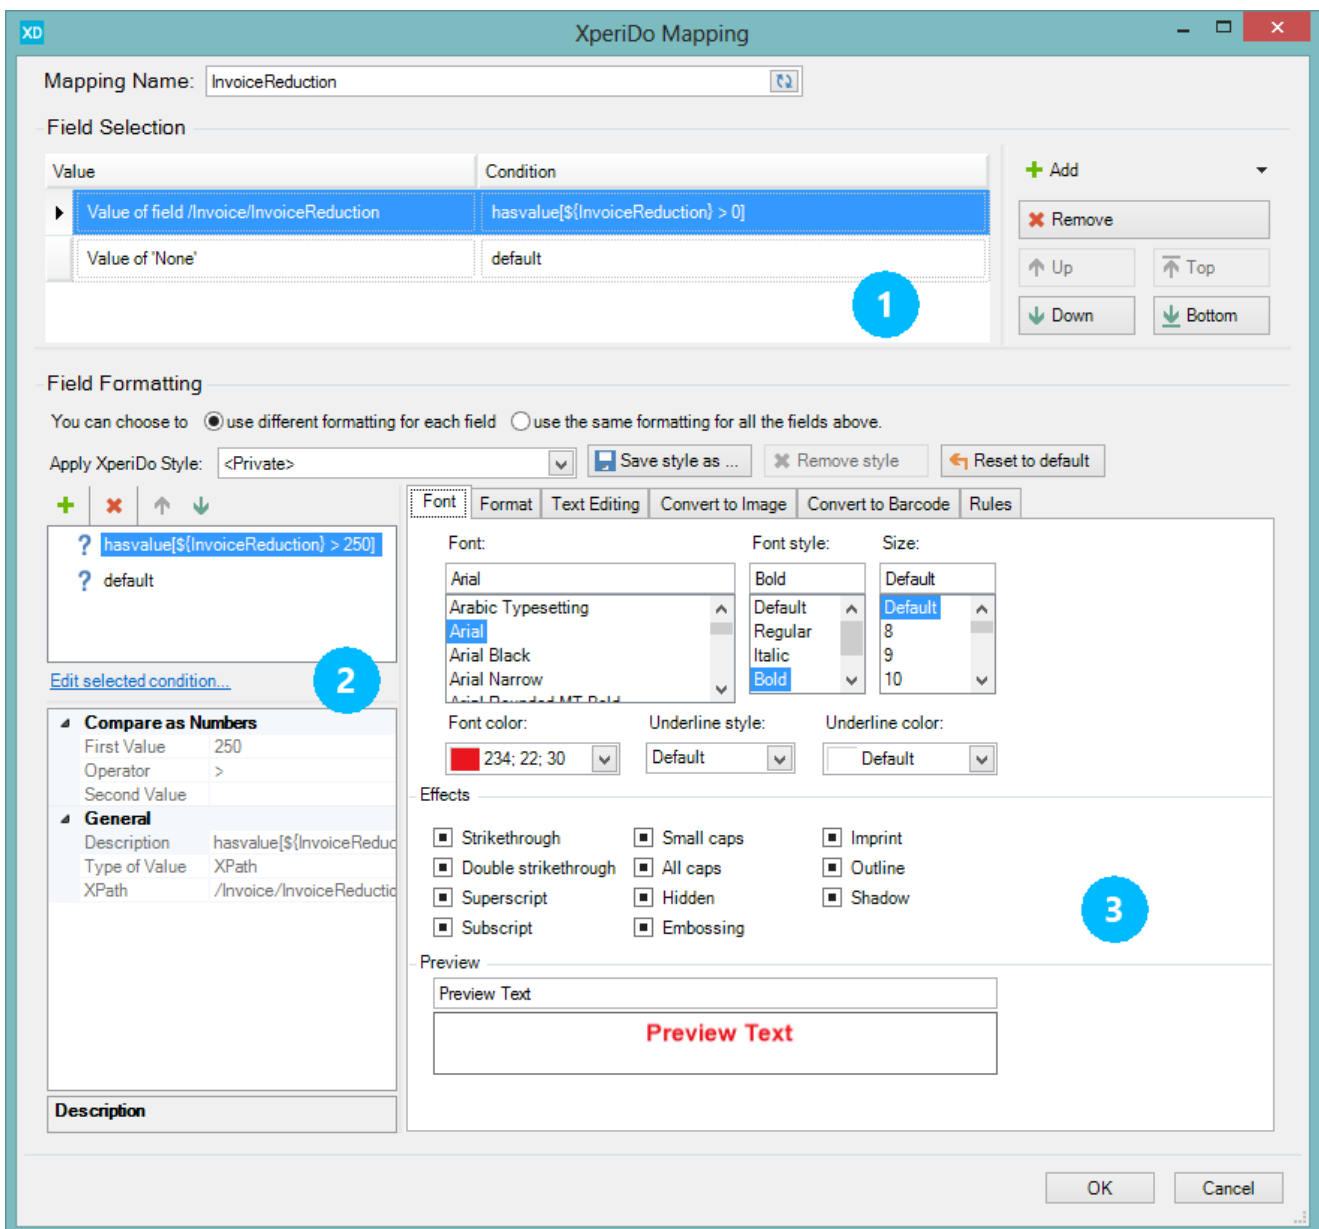 XD XperiDo Mapping
Mapping Name: InvoiceReduction
Field Selection
Value Condition
Value of field /Invoice/InvoiceReduction hasvalue[${InvoiceReduction} > 0]
Value of 'None' default
1
Add
Remove
Up Top
Down Bottom
Field Formatting
You can choose to use different formatting for each field use the same formatting for all the fields above.
Apply XperiDo Style: <Private> Save style as ... Remove style Reset to default
hasvalue[${InvoiceReduction} > 250]
default
Edit selected condition...
2
Compare as Numbers
First Value 250
Operator >
Second Value
General
Description hasvalue[${InvoiceReduc
Type of Value XPath
XPath /Invoice/InvoiceReductio
Description
Font Format Text Editing Convert to Image Convert to Barcode Rules
Font: Font style: Size:
Arial Bold Default
Arabic Typesetting Default Default
Arial Regular 8
Arial Black Italic 9
Arial Narrow Bold 10
Arial Rounded MT Bold
Font color: Underline style: Underline color:
234; 22; 30 Default Default
Effects
Strikethrough Small caps Imprint
Double strikethrough All caps Outline
Superscript Hidden Shadow
Subscript Embossing
3
Preview
Preview Text
Preview Text
OK Cancel